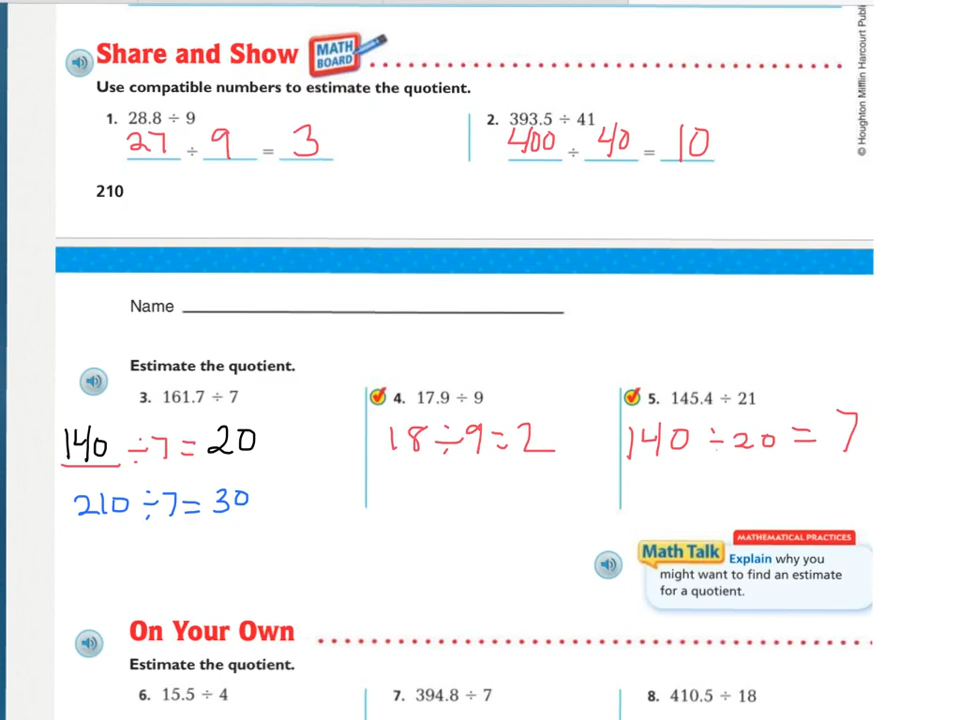 Share and Show MATH BOARD
© Houghton Mifflin Harcourt Publ
Use compatible numbers to estimate the quotient.
1. 28.8 ÷ 9
27 ÷ 9 = 3
2. 393.5 ÷ 41
400 ÷ 40 = 10
210
Name
Estimate the quotient.
3. 161.7 ÷ 7
140 ÷ 7 = 20
210 ÷ 7 = 30
4. 17.9 ÷ 9
18 ÷ 9 = 2
5. 145.4 ÷ 21
140 ÷ 20 = 7
MATHEMATICAL PRACTICES
Math Talk Explain why you
might want to find an estimate
for a quotient.
On Your Own
Estimate the quotient.
6. 15.5 ÷ 4
7. 394.8 ÷ 7
8. 410.5 ÷ 18